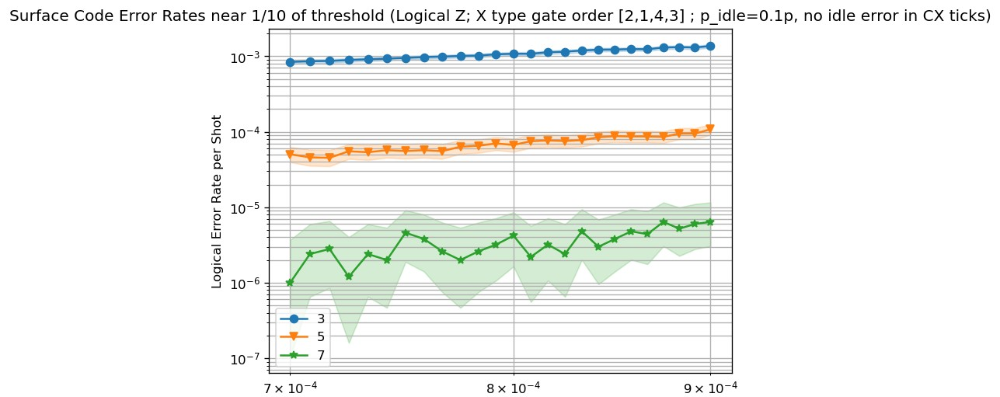 Surface Code Error Rates near 1/10 of threshold (Logical Z; X type gate order [2,1,4,3] ; p_idle=0.1p, no idle error in CX ticks)
Logical Error Rate per Shot
10⁻³
10⁻⁴
10⁻⁵
10⁻⁶
10⁻⁷
3
5
7
7 × 10⁻⁴
8 × 10⁻⁴
9 × 10⁻⁴